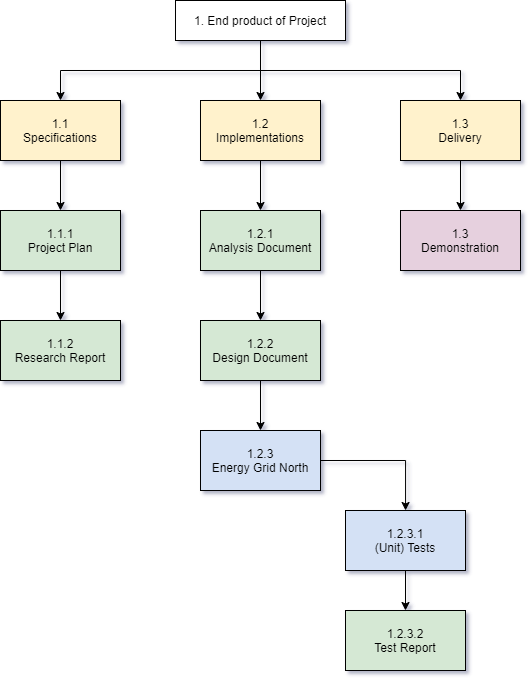 1. End product of Project
1.1
Specifications
1.2
Implementations
1.3
Delivery
1.1.1
Project Plan
1.2.1
Analysis Document
1.3
Demonstration
1.1.2
Research Report
1.2.2
Design Document
1.2.3
Energy Grid North
1.2.3.1
(Unit) Tests
1.2.3.2
Test Report